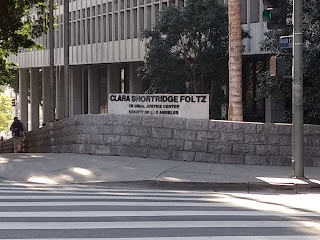 CLARA SHORTRIDGE FOLTZ
CRIMINAL JUSTICE CENTER
COUNTY OF LOS ANGELES